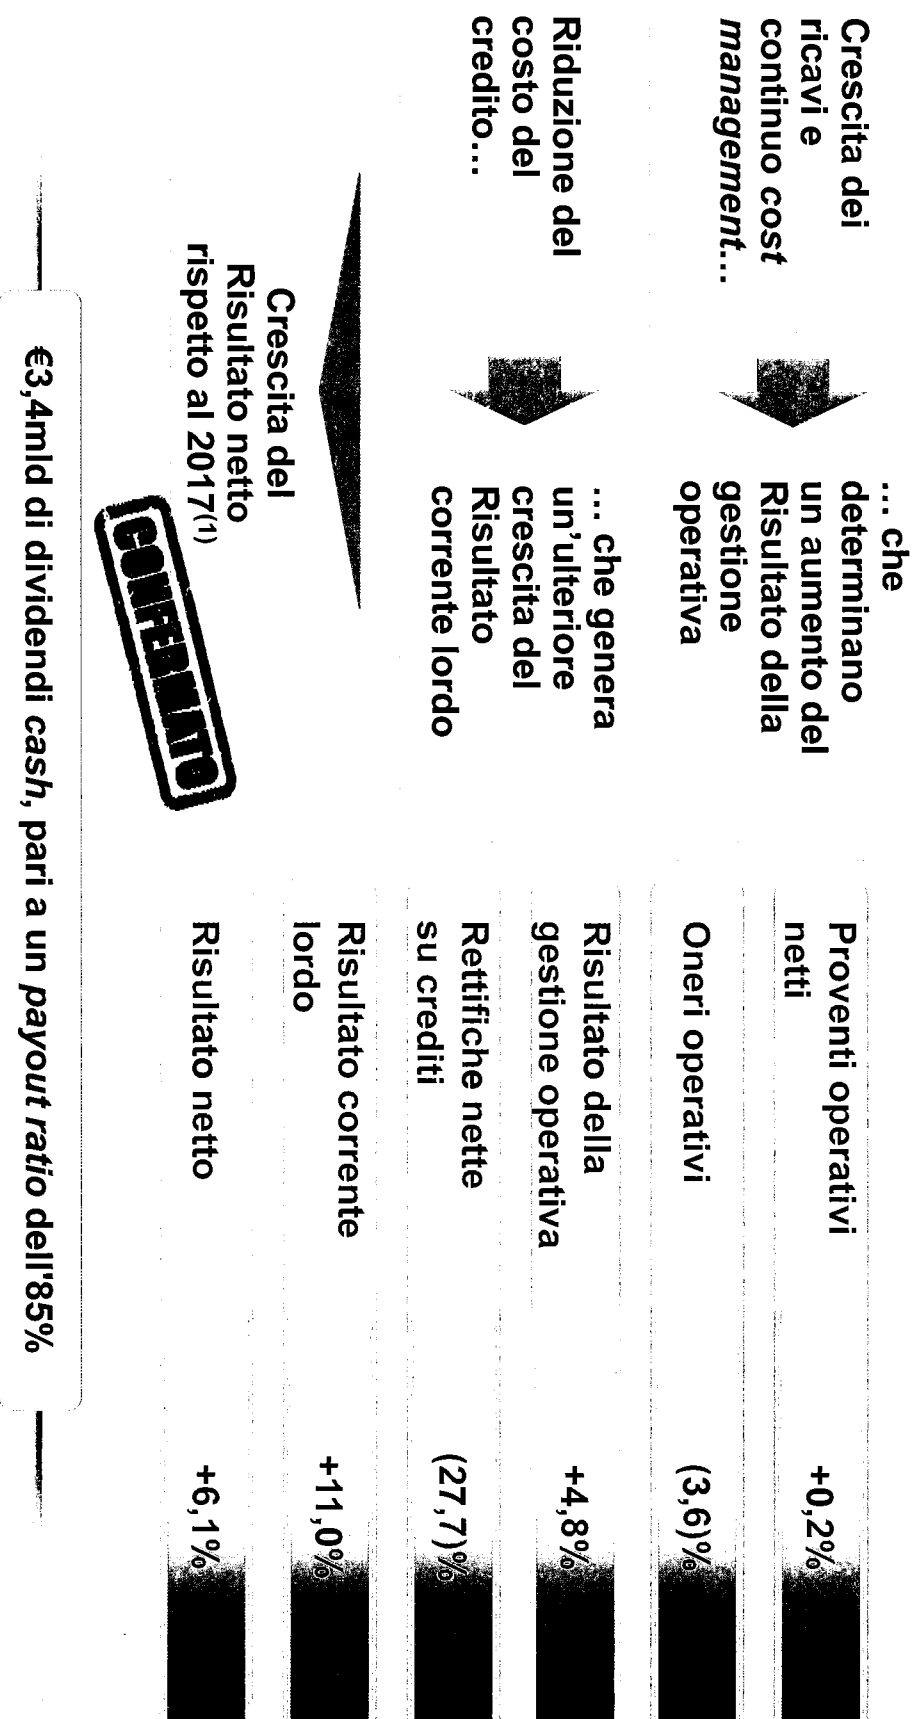 Crescita dei
ricavi e
continuo cost
management...
... che
determinano
un aumento del
Risultato della
gestione
operativa
Riduzione del
costo del
credito...
... che genera
un'ulteriore
crescita del
Risultato
corrente lordo
Crescita del
Risultato netto
rispetto al 2017(1)
CONFERMATO
Proventi operativi
netti
+0,2%
Oneri operativi
(3,6)%
Risultato della
gestione operativa
+4,8%
Rettifiche nette
su crediti
(27,7)%
Risultato corrente
lordo
+11,0%
Risultato netto
+6,1%
€3,4mld di dividendi cash, pari a un payout ratio dell'85%